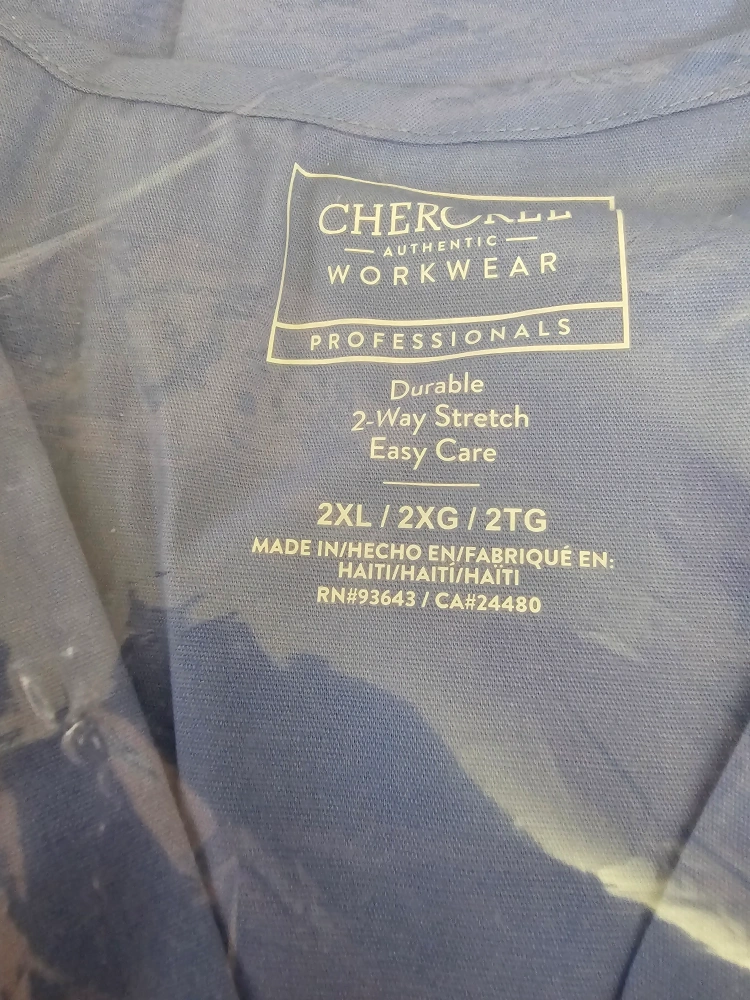 CHEROKEE
AUTHENTIC
WORKWEAR
PROFESSIONALS
Durable
2-Way Stretch
Easy Care
2XL / 2XG / 2TG
MADE IN/HECHO EN/FABRIQUÉ EN:
HAITI/HAITÍ/HAÏTI
RN#93643 / CA#24480